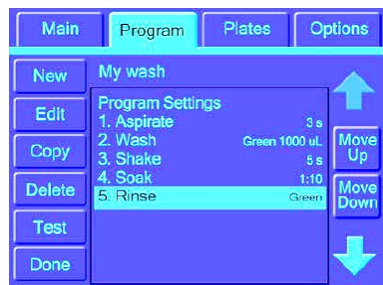 Main Program Plates Options
New
Edit
Copy
Delete
Test
Done
My wash
Program Settings
1. Aspirate 3 s
2. Wash Green 1000 uL
3. Shake 5 s
4. Soak 1:10
5. Rinse Green
Move
Up
Move
Down